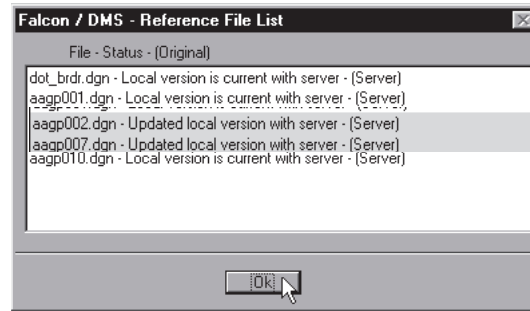 Falcon / DMS - Reference File List
File - Status - (Original)
dot_brdr.dgn - Local version is current with server - (Server)
aagp001.dgn - Local version is current with server - (Server)
aagp002.dgn - Updated local version with server - (Server)
aagp007.dgn - Updated local version with server - (Server)
aagp010.dgn - Local version is current with server - (Server)
Ok